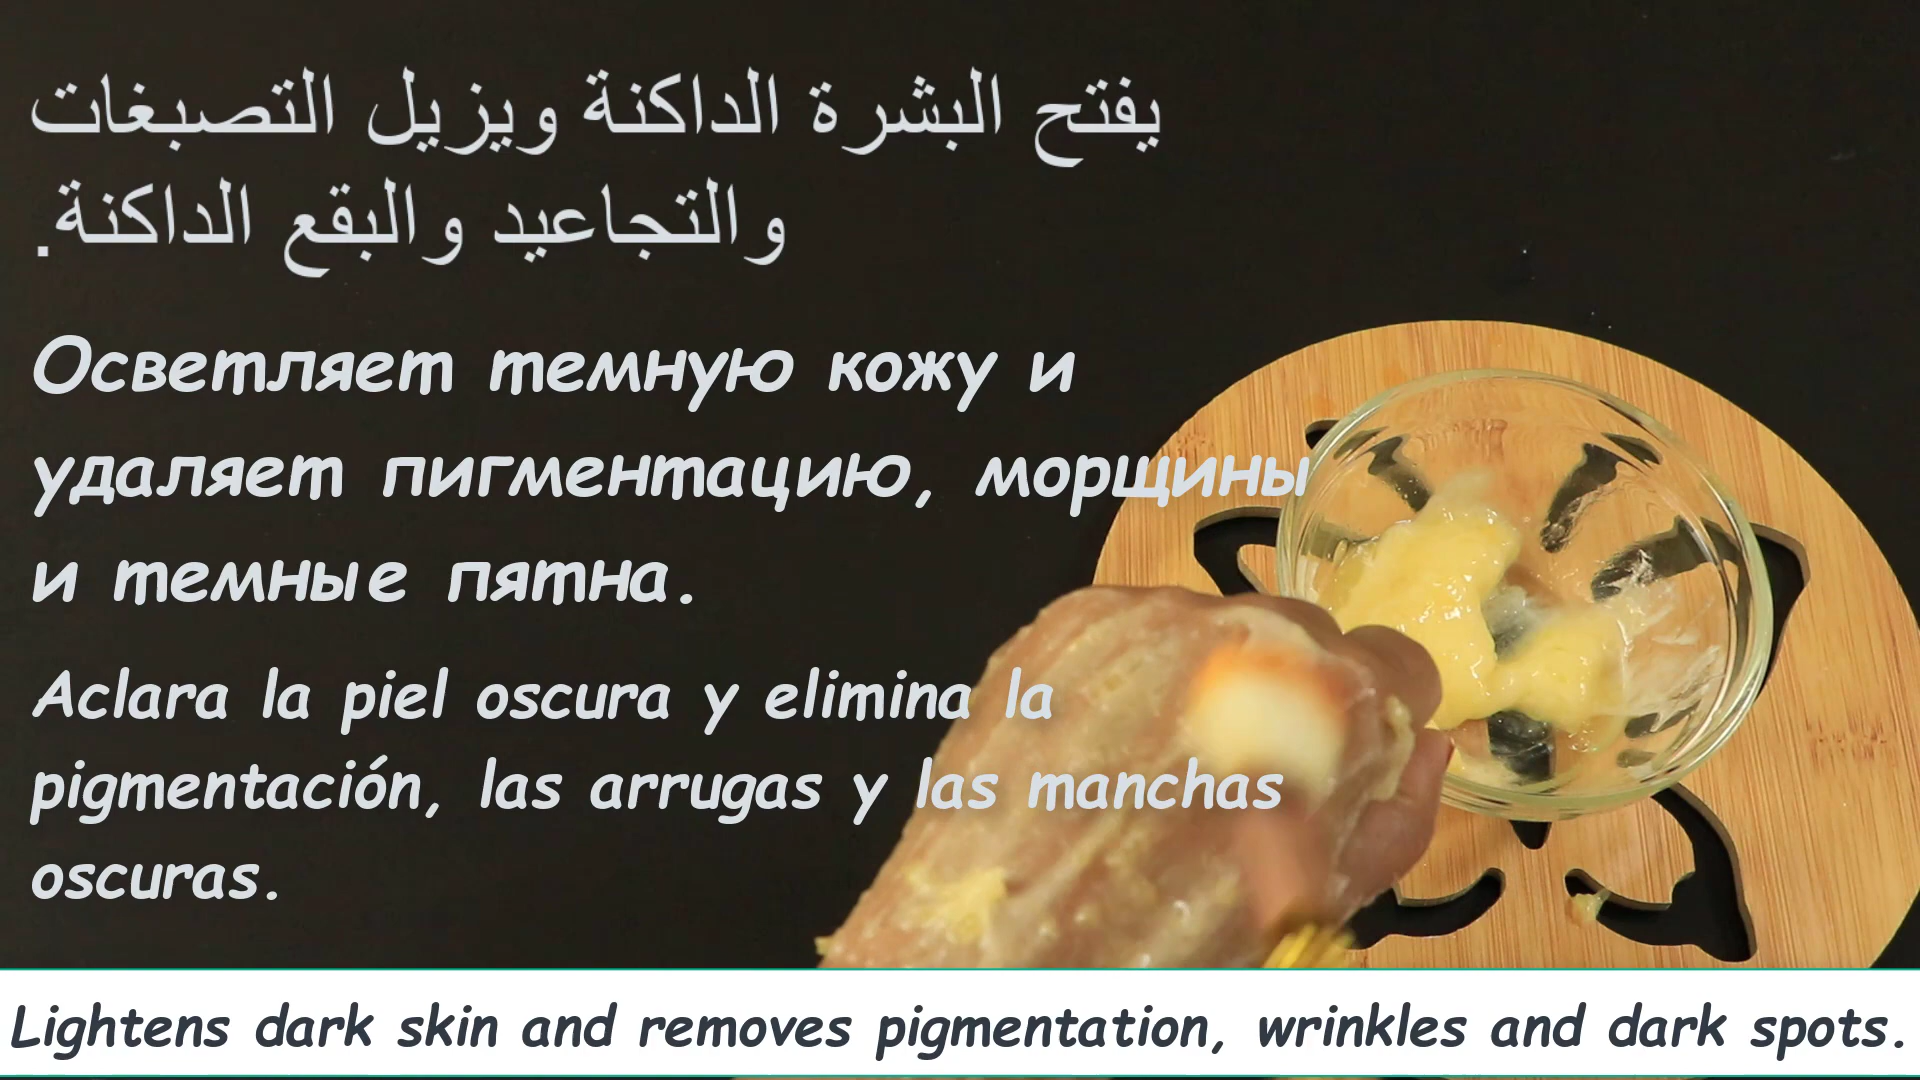 يفتح البشرة الداكنة ويزيل التصبغات
والتجاعيد والبقع الداكنة.
Осветляет темную кожу и
удаляет пигментацию, морщины
и темные пятна.
Aclara la piel oscura y elimina la
pigmentación, las arrugas y las manchas
oscuras.
Lightens dark skin and removes pigmentation, wrinkles and dark spots.